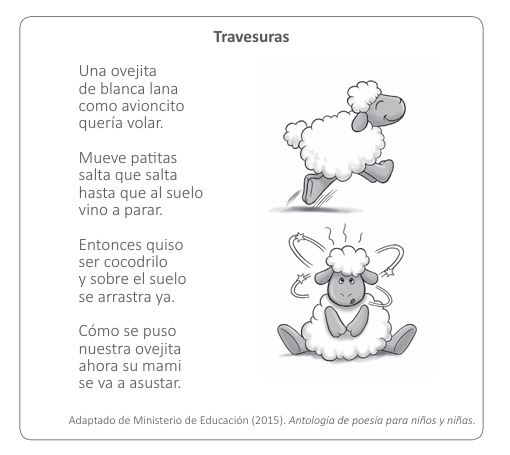 Travesuras
Una ovejita
de blanca lana
como avioncito
quería volar.
Mueve patitas
salta que salta
hasta que al suelo
vino a parar.
Entonces quiso
ser cocodrilo
y sobre el suelo
se arrastra ya.
Cómo se puso
nuestra ovejita
ahora su mami
se va a asustar.
Adaptado de Ministerio de Educación (2015). Antología de poesía para niños y niñas.